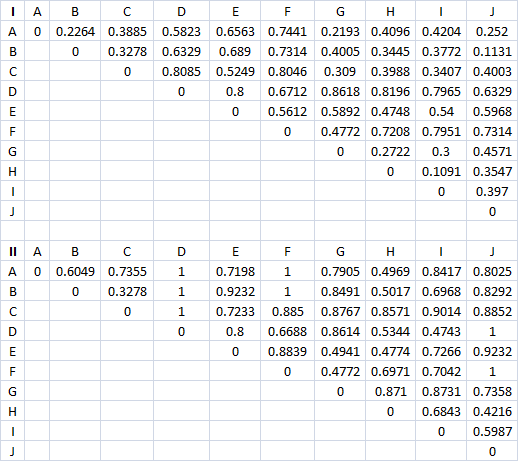 I A B C D E F G H I J
A 0 0.2264 0.3885 0.5823 0.6563 0.7441 0.2193 0.4096 0.4204 0.252
B 0 0.3278 0.6329 0.689 0.7314 0.4005 0.3445 0.3772 0.1131
C 0 0.8085 0.5249 0.8046 0.309 0.3988 0.3407 0.4003
D 0 0.8 0.6712 0.8618 0.8196 0.7965 0.6329
E 0 0.5612 0.5892 0.4748 0.54 0.5968
F 0 0.4772 0.7208 0.7951 0.7314
G 0 0.2722 0.3 0.4571
H 0 0.1091 0.3547
I 0 0.397
J 0
II A B C D E F G H I J
A 0 0.6049 0.7355 1 0.7198 1 0.7905 0.4969 0.8417 0.8025
B 0 0.3278 1 0.9232 1 0.8491 0.5017 0.6968 0.8292
C 0 1 0.7233 0.885 0.8767 0.8571 0.9014 0.8852
D 0 0.8 0.6688 0.8614 0.5344 0.4743 1
E 0 0.8839 0.4941 0.4774 0.7266 0.9232
F 0 0.4772 0.6971 0.7042 1
G 0 0.871 0.8731 0.7358
H 0 0.6843 0.4216
I 0 0.5987
J 0